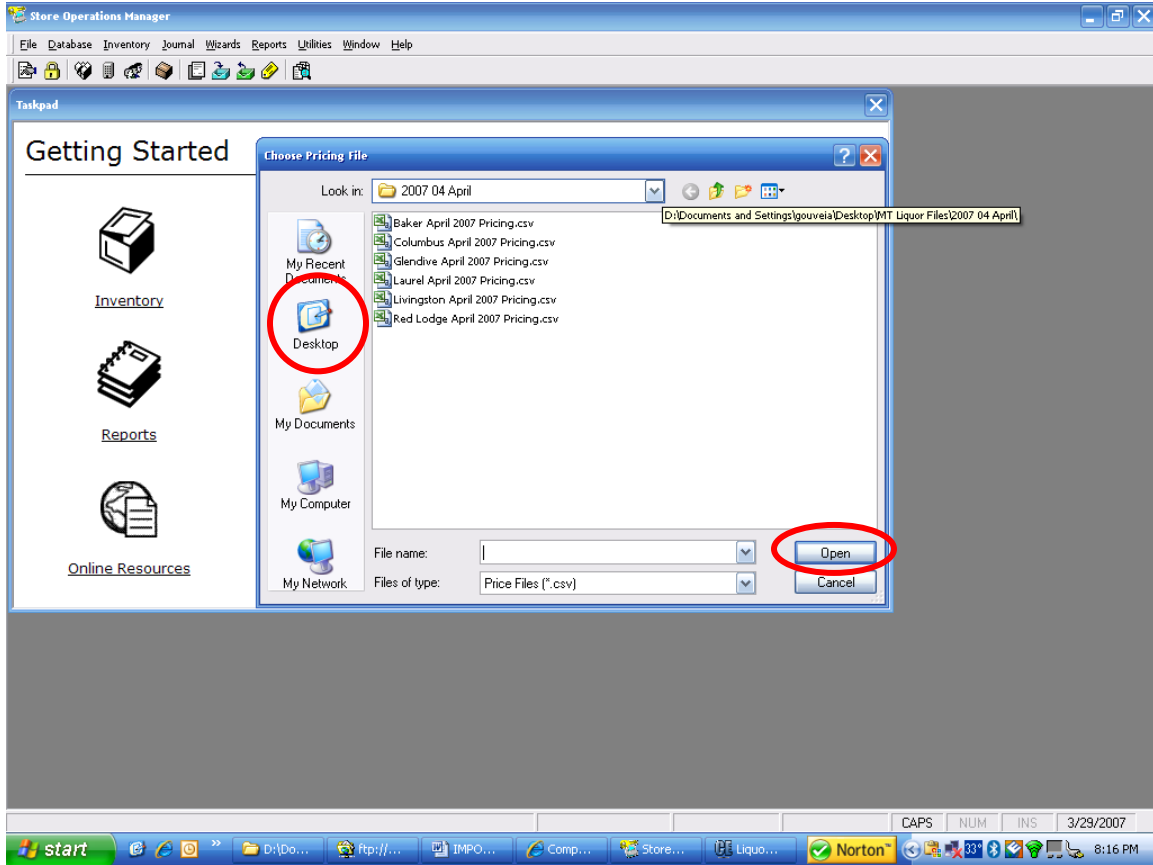 Store Operations Manager
File Database Inventory Journal Wizards Reports Utilities Window Help
Taskpad
Getting Started
Choose Pricing File
Look in: 2007 04 April
D:\Documents and Settings\gouveia\Desktop\MT Liquor Files\2007 04 April\
Baker April 2007 Pricing.csv
Columbus April 2007 Pricing.csv
Glendive April 2007 Pricing.csv
Laurel April 2007 Pricing.csv
Livingston April 2007 Pricing.csv
Red Lodge April 2007 Pricing.csv
My Recent
Documents
Desktop
My Documents
My Computer
My Network
Inventory
Reports
Online Resources
File name:
Open
Files of type: Price Files (*.csv)
Cancel
CAPS NUM INS 3/29/2007
start
D:\Do... ftp://... IMPO... Comp... Store... Liquo... Norton™ 33° 8:16 PM